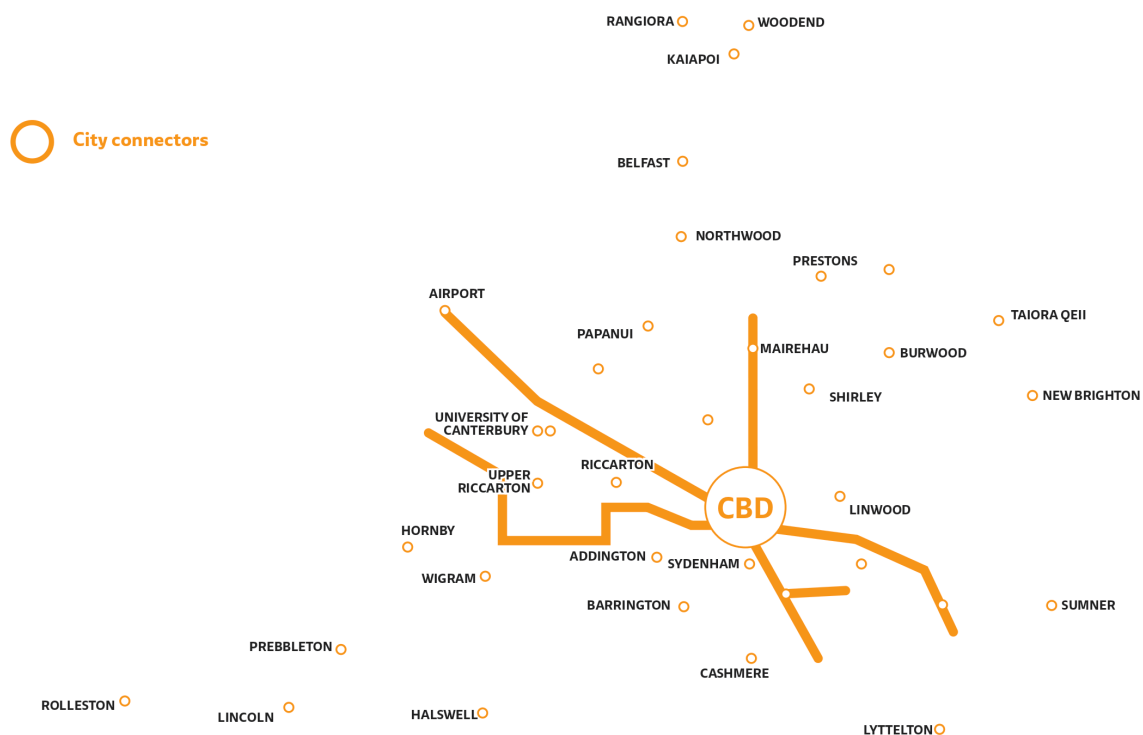 RANGIORA
WOODEND
KAIAPOI
City connectors
BELFAST
NORTHWOOD
PRESTONS
AIRPORT
TAIORA QEII
PAPANUI
MAIREHAU
BURWOOD
SHIRLEY
NEW BRIGHTON
UNIVERSITY OF
CANTERBURY
RICCARTON
UPPER
RICCARTON
CBD
LINWOOD
HORNBY
ADDINGTON
SYDENHAM
WIGRAM
BARRINGTON
SUMNER
PREBBLETON
CASHMERE
ROLLESTON
LINCOLN
HALSWELL
LYTTELTON